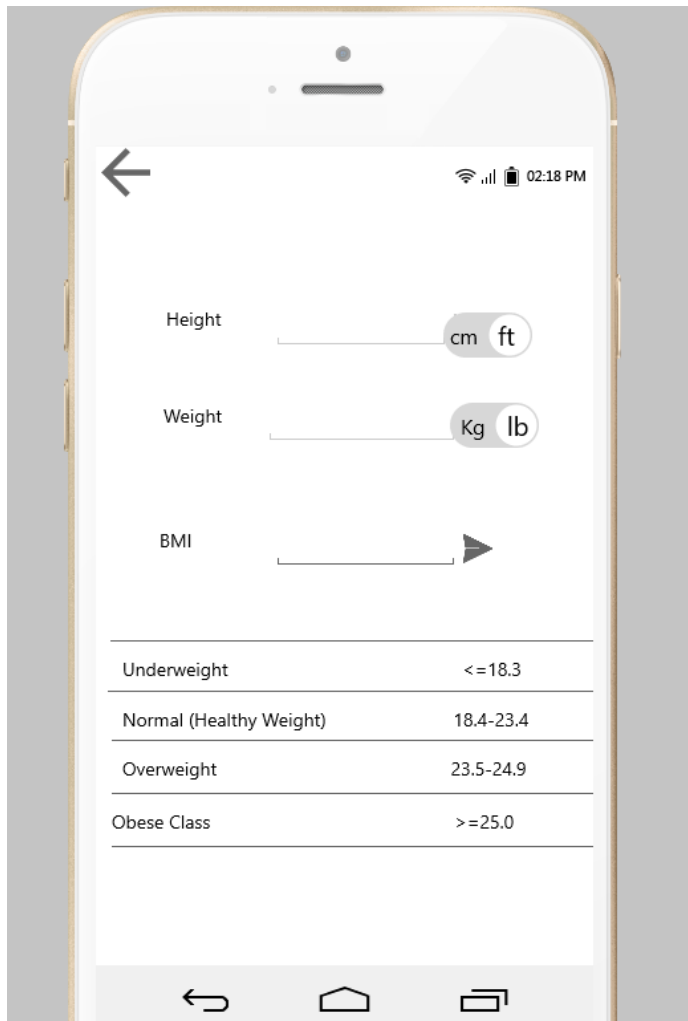 02:18 PM
Height
cm ft
Weight
Kg lb
BMI
Underweight <=18.3
Normal (Healthy Weight) 18.4-23.4
Overweight 23.5-24.9
Obese Class >=25.0